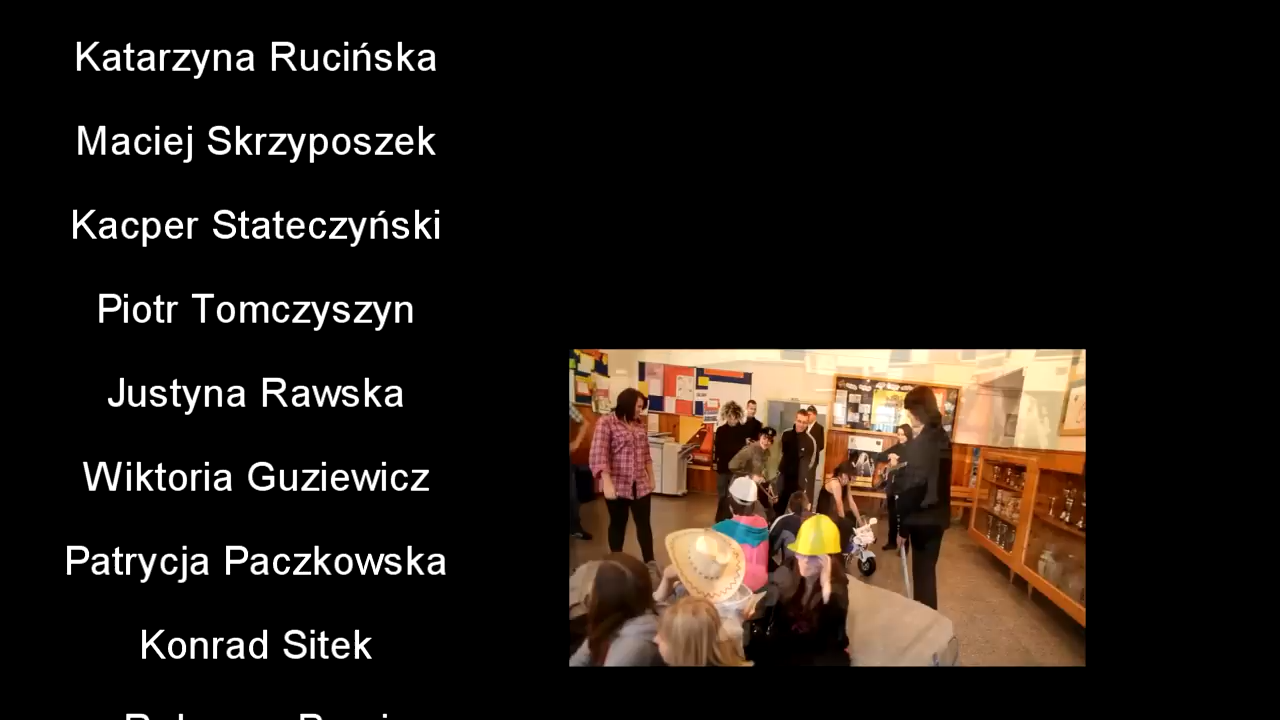 Katarzyna Rucińska
Maciej Skrzyposzek
Kacper Stateczyński
Piotr Tomczyszyn
Justyna Rawska
Wiktoria Guziewicz
Patrycja Paczkowska
Konrad Sitek